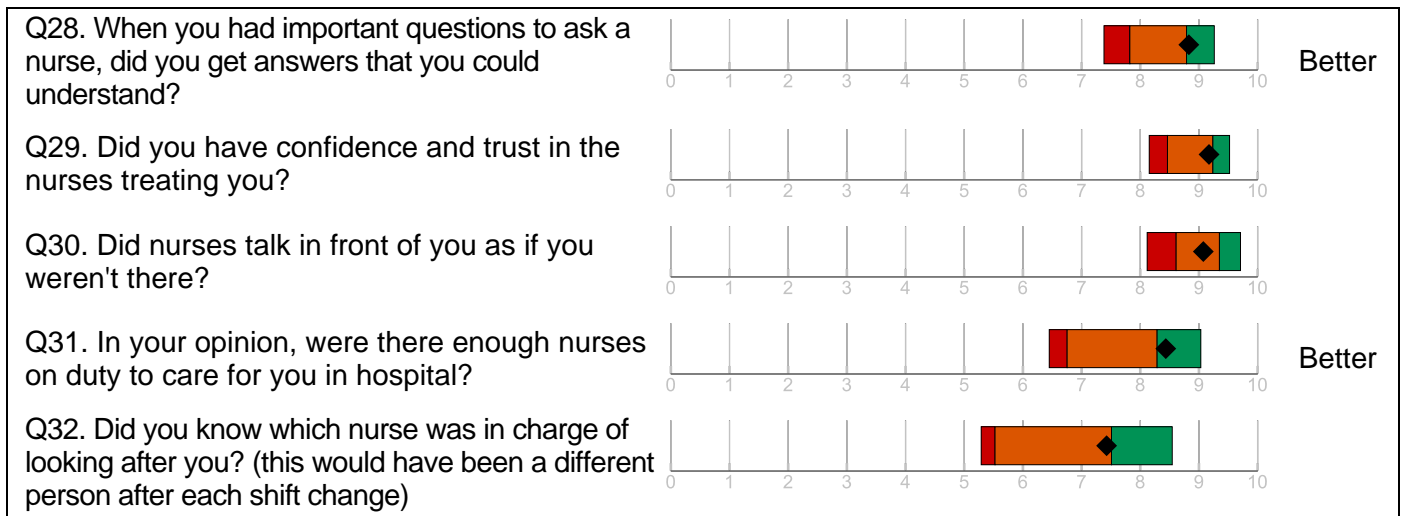 Q28. When you had important questions to ask a
nurse, did you get answers that you could
understand?
0 1 2 3 4 5 6 7 8 9 10
Better
Q29. Did you have confidence and trust in the
nurses treating you?
0 1 2 3 4 5 6 7 8 9 10
Q30. Did nurses talk in front of you as if you
weren't there?
0 1 2 3 4 5 6 7 8 9 10
Q31. In your opinion, were there enough nurses
on duty to care for you in hospital?
0 1 2 3 4 5 6 7 8 9 10
Better
Q32. Did you know which nurse was in charge of
looking after you? (this would have been a different
person after each shift change)
0 1 2 3 4 5 6 7 8 9 10